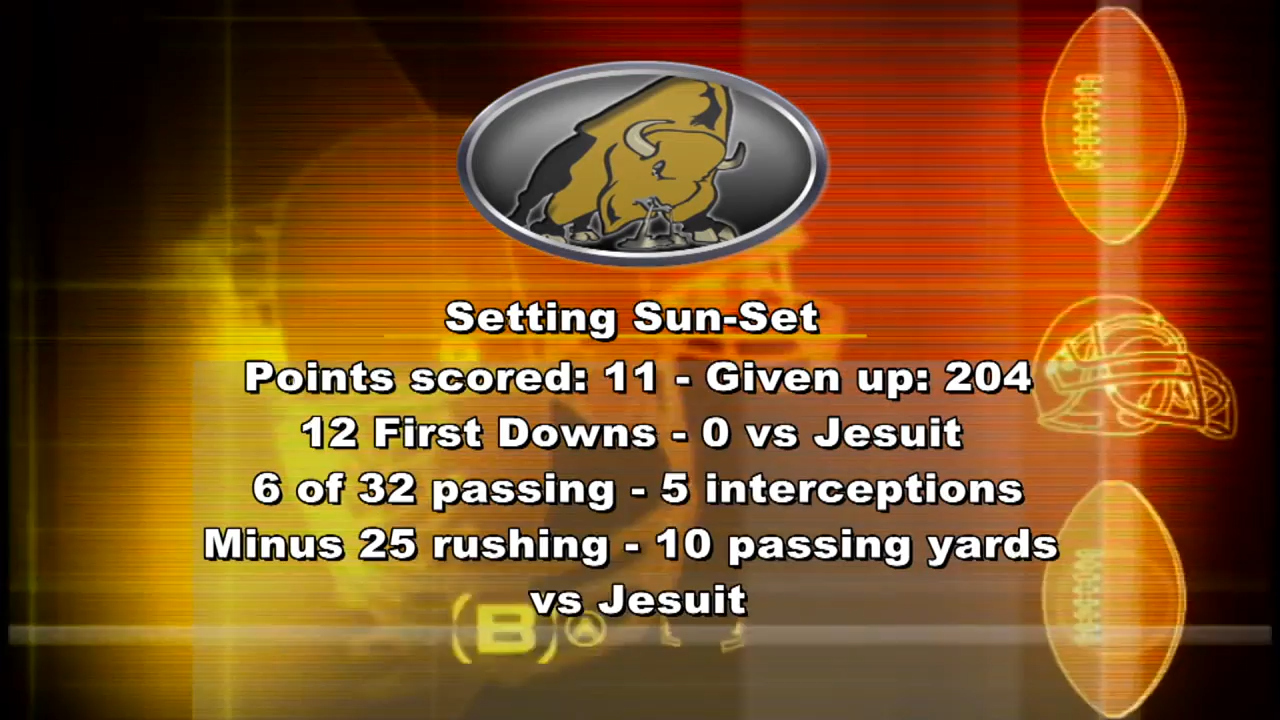 Setting Sun-Set
Points scored: 11 - Given up: 204
12 First Downs - 0 vs Jesuit
6 of 32 passing - 5 interceptions
Minus 25 rushing - 10 passing yards
vs Jesuit
(B) A